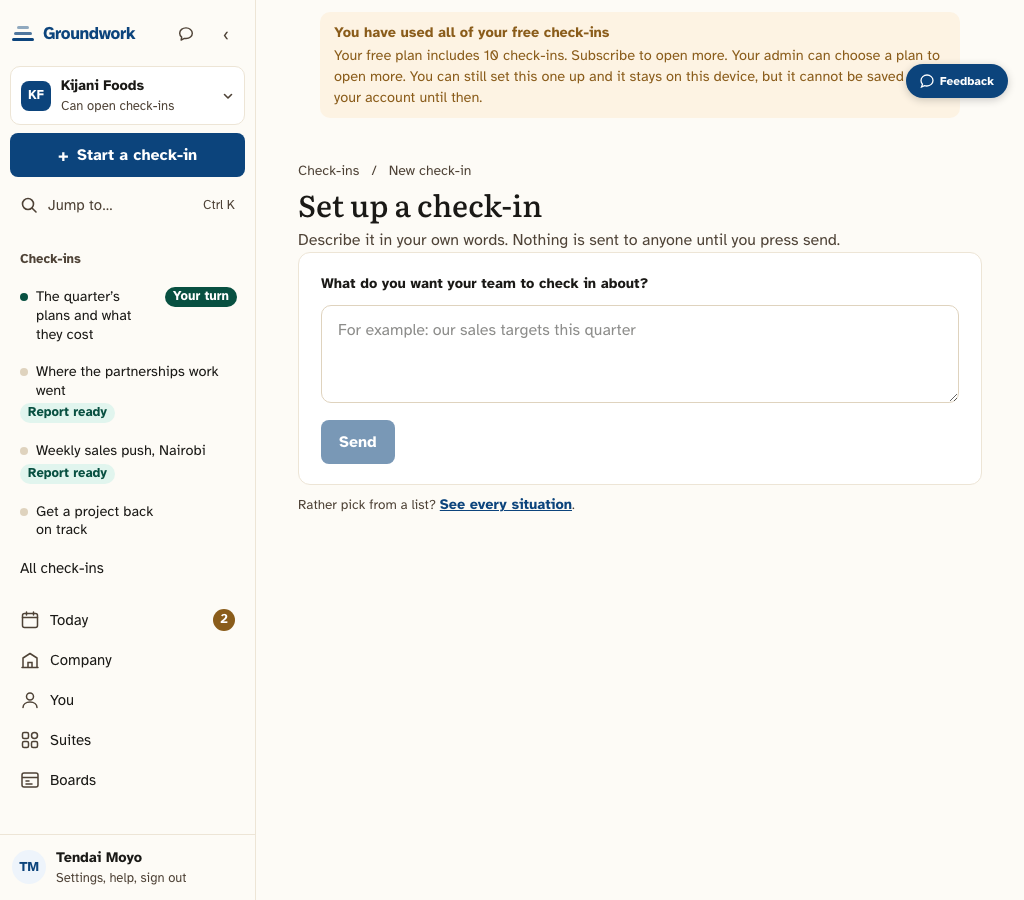 Groundwork
KF
Kijani Foods
Can open check-ins
+ Start a check-in
Jump to...
Ctrl K
Check-ins
The quarter's
plans and what
they cost
Your turn
Where the partnerships work
went
Report ready
Weekly sales push, Nairobi
Report ready
Get a project back
on track
All check-ins
Today
2
Company
You
Suites
Boards
TM
Tendai Moyo
Settings, help, sign out
You have used all of your free check-ins
Your free plan includes 10 check-ins. Subscribe to open more. Your admin can choose a plan to
open more. You can still set this one up and it stays on this device, but it cannot be saved
your account until then.
Feedback
Check-ins / New check-in
Set up a check-in
Describe it in your own words. Nothing is sent to anyone until you press send.
What do you want your team to check in about?
For example: our sales targets this quarter
Send
Rather pick from a list? See every situation.